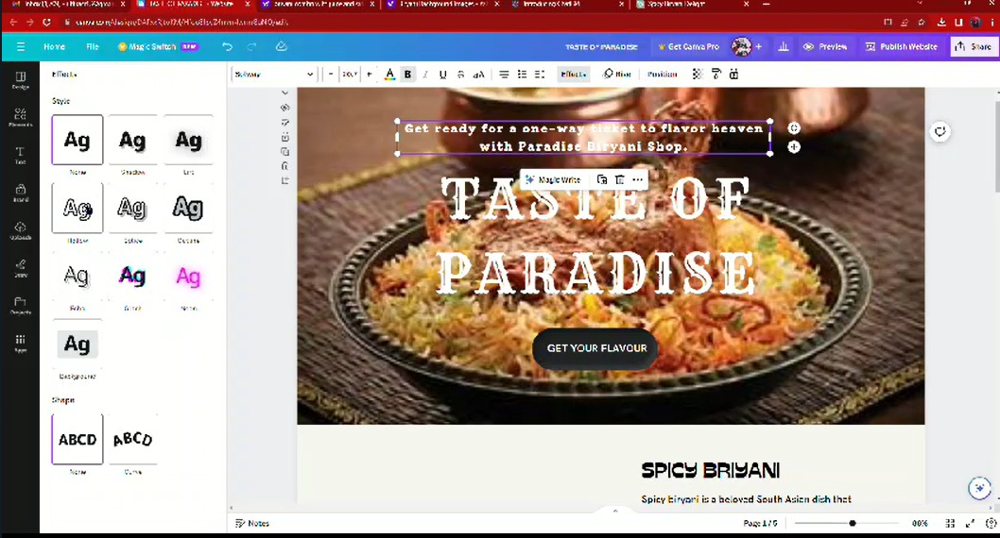 Home
File
Magic Switch
NEW
TASTE OF PARADISE
Get Canva Pro
Preview
Publish Website
Share
Effects
B
U
S
aA
Effects
Position
Design
Elements
Text
Brand
Uploads
Draw
Projects
Apps
Style
Ag
Ag
Ag
None
Shadow
Lift
Ag
Ag
Ag
Hollow
Splice
Outline
Ag
Ag
Ag
Echo
Glitch
Neon
Ag
Background
Shape
ABCD
ABCD
None
Curve
Get ready for a one-way ticket to flavor heaven
with Paradise Biryani Shop.
Magic Write
TASTE OF
PARADISE
GET YOUR FLAVOUR
SPICY BRIYANI
Spicy biryani is a beloved South Asian dish that
Notes
Page 1 / 5